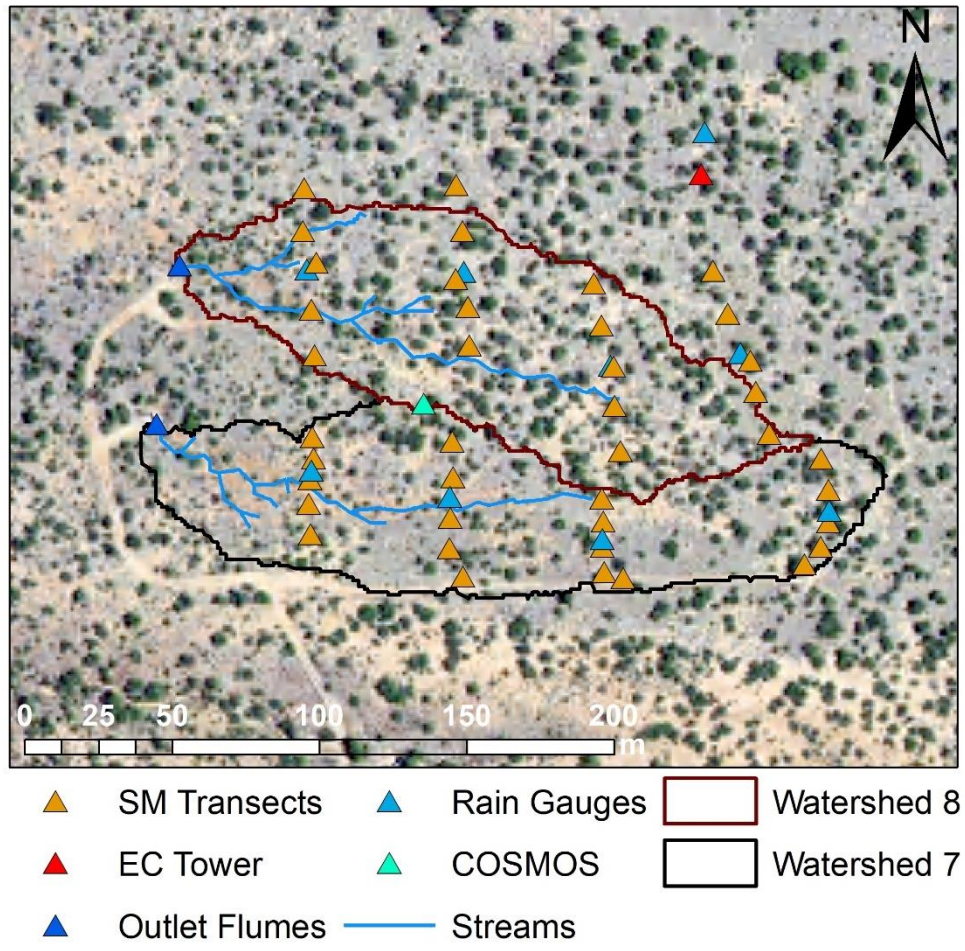 N
0 25 50 100 150 200
m
SM Transects Rain Gauges Watershed 8
EC Tower COSMOS Watershed 7
Outlet Flumes Streams